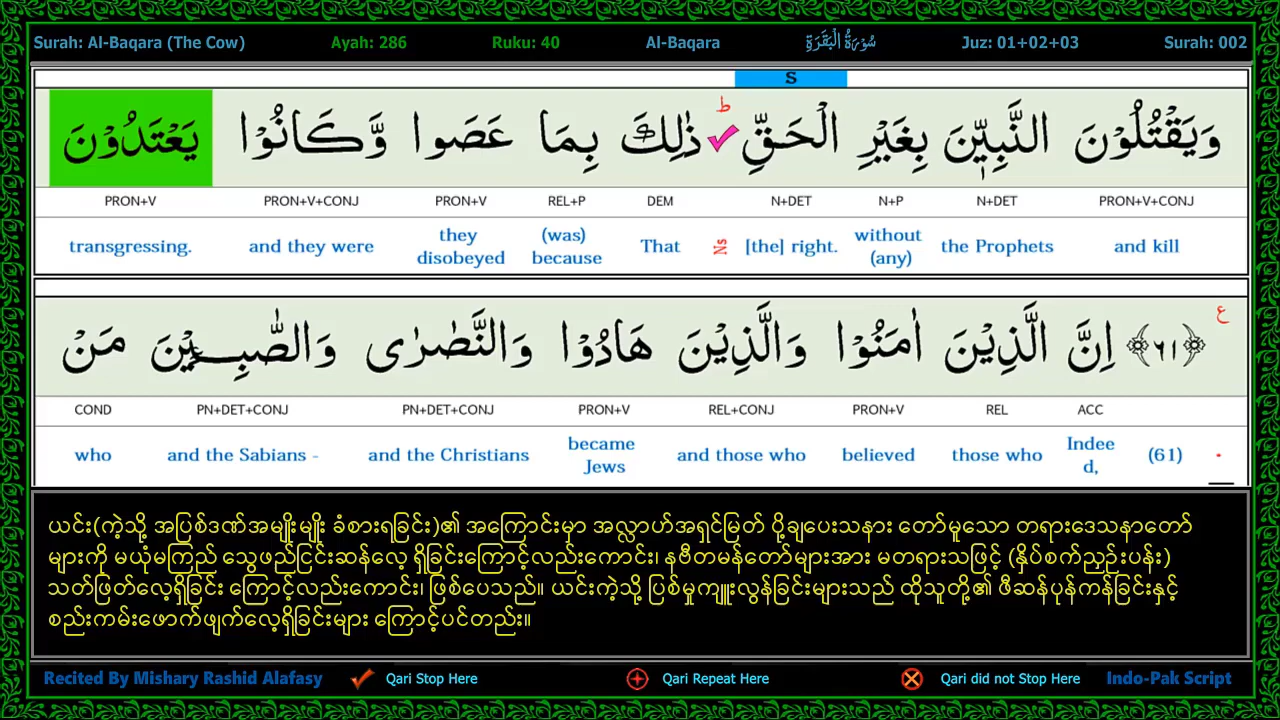 Surah: Al-Baqara (The Cow) Ayah: 286 Ruku: 40 Al-Baqara سُوْرَةُ الْبَقَرَةِ Juz: 01+02+03 Surah: 002
S
وَيَقْتُلُوْنَ النَّبِيّٖنَ بِغَيْرِ الْحَقِّ ؕ ذٰلِكَ بِمَا عَصَوا وَّكَانُوْا يَعْتَدُوْنَ
PRON+V PRON+V+CONJ PRON+V REL+P DEM N+DET N+P N+DET PRON+V+CONJ
transgressing. and they were they disobeyed (was) because That Ns [the] right. without (any) the Prophets and kill
ع
﴿٦١﴾ اِنَّ الَّذِيْنَ اٰمَنُوْا وَالَّذِيْنَ هَادُوْا وَالنَّصٰرٰى وَالصّٰبِـِٕيْنَ مَنْ
COND PN+DET+CONJ PN+DET+CONJ PRON+V REL+CONJ PRON+V REL ACC
who and the Sabians - and the Christians became Jews and those who believed those who Indeed, (61)
ယင်း(ကဲ့သို့ အပြစ်ဒဏ်အမျိုးမျိုး ခံစားရခြင်း)၏ အကြောင်းမှာ အလ္လာဟ်အရှင်မြတ် ပို့ချပေးသနား တော်မူသော တရားဒေသနာတော်
များကို မယုံမကြည် သွေဖည်ငြင်းဆန်လေ့ ရှိခြင်းကြောင့်လည်းကောင်း၊ နဗီတမန်တော်များအား မတရားသဖြင့် (နှိပ်စက်ညှဉ်းပန်း)
သတ်ဖြတ်လေ့ရှိခြင်း ကြောင့်လည်းကောင်း၊ ဖြစ်ပေသည်။ ယင်းကဲ့သို့ ပြစ်မှုကျူးလွန်ခြင်းများသည် ထိုသူတို့၏ ဖီဆန်ပုန်ကန်ခြင်းနှင့်
စည်းကမ်းဖောက်ဖျက်လေ့ရှိခြင်းများ ကြောင့်ပင်တည်း။
Recited By Mishary Rashid Alafasy Qari Stop Here Qari Repeat Here Qari did not Stop Here Indo-Pak Script